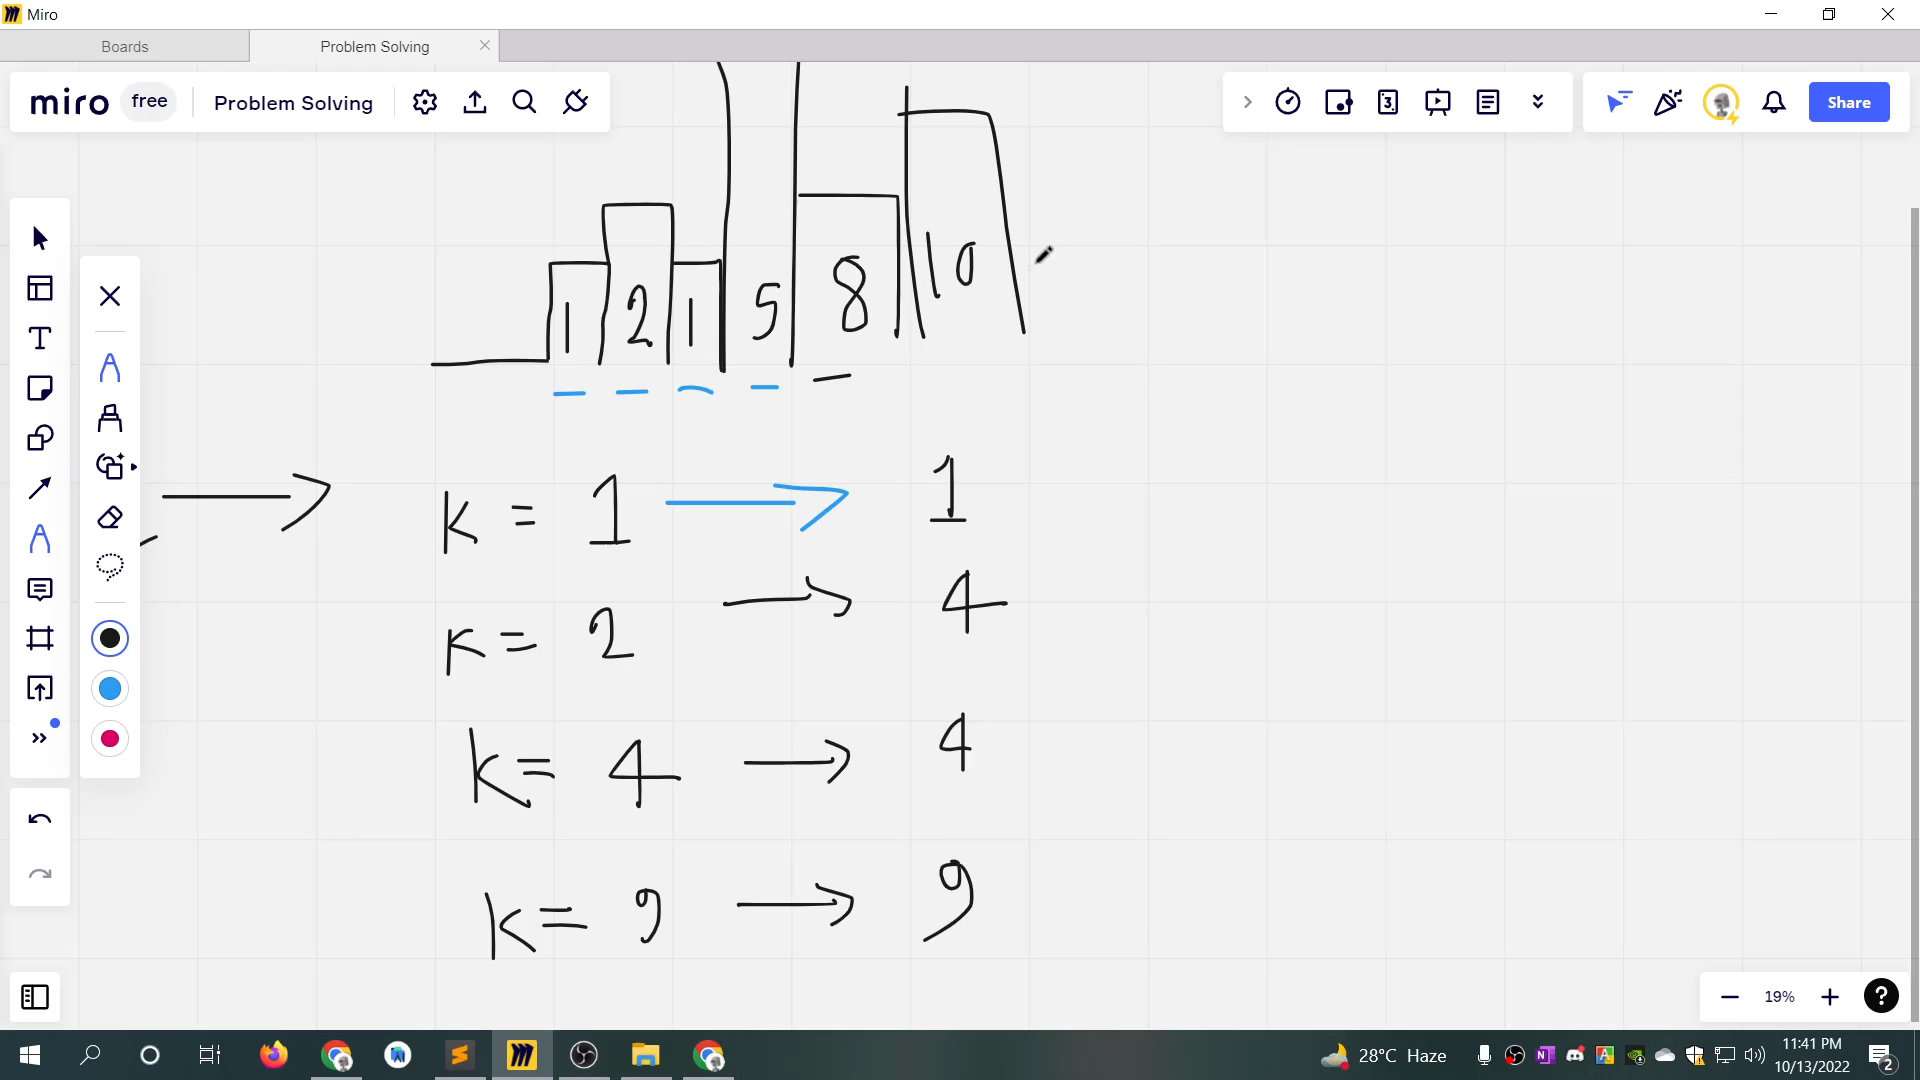 Miro
Boards
Problem Solving
miro free Problem Solving
Share
1 2 1 5 8 10
K = 1 → 1
K = 2 → 4
K = 4 → 4
K = 9 → 9
19%
28°C Haze
11:41 PM
10/13/2022
2